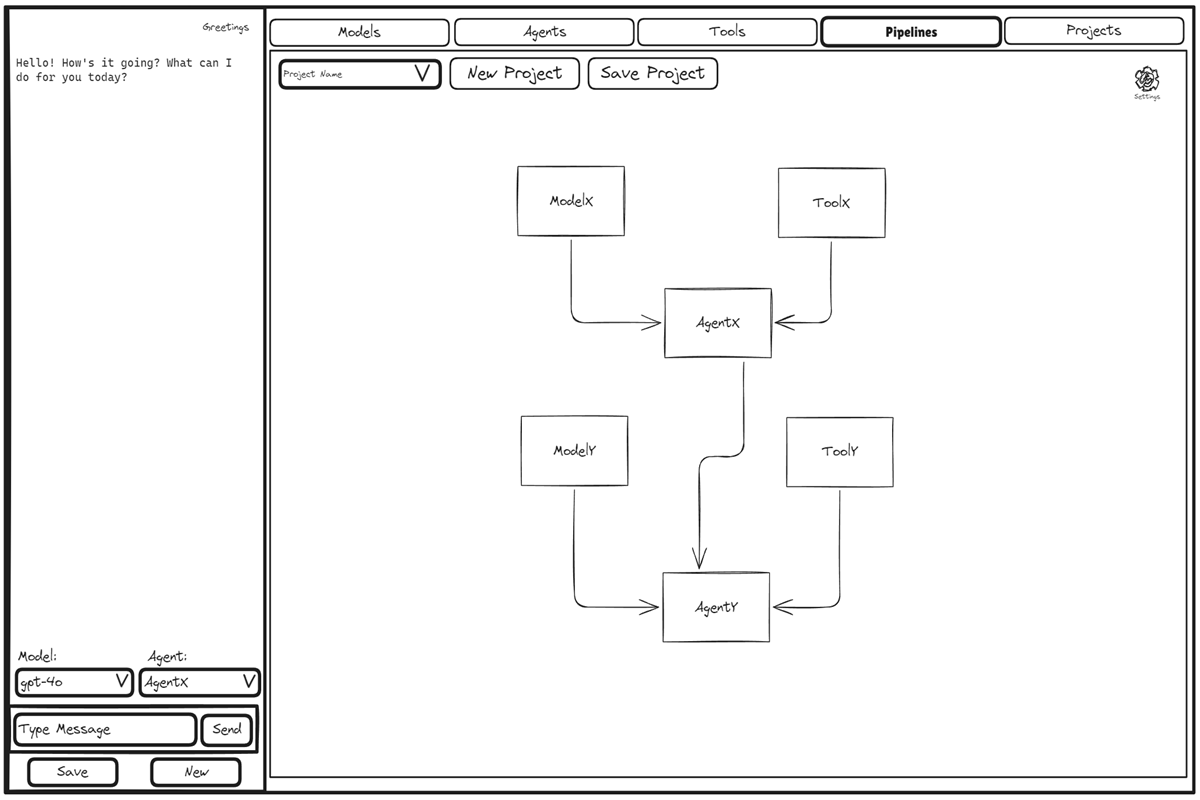 Greetings
Hello! How's it going? What can I
do for you today?
Model:
Agent:
gpt-4o V
AgentX V
Type Message
Send
Save
New
Models
Agents
Tools
Pipelines
Projects
Project Name V
New Project
Save Project
Settings
ModelX
ToolX
AgentX
ModelY
ToolY
AgentY